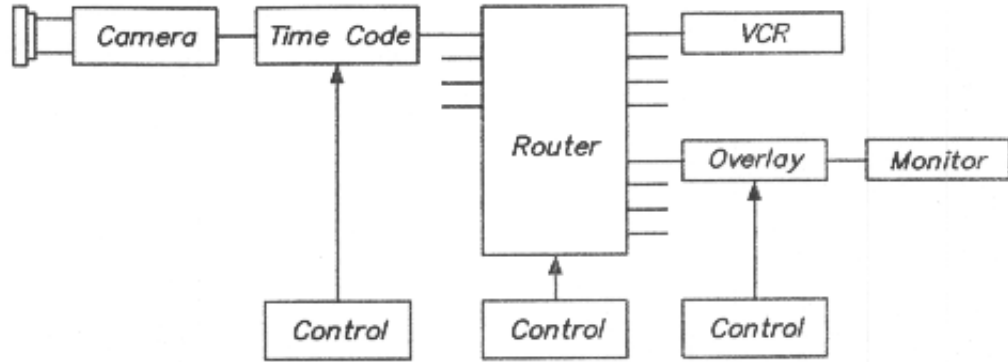 Camera
Time Code
VCR
Router
Overlay
Monitor
Control
Control
Control